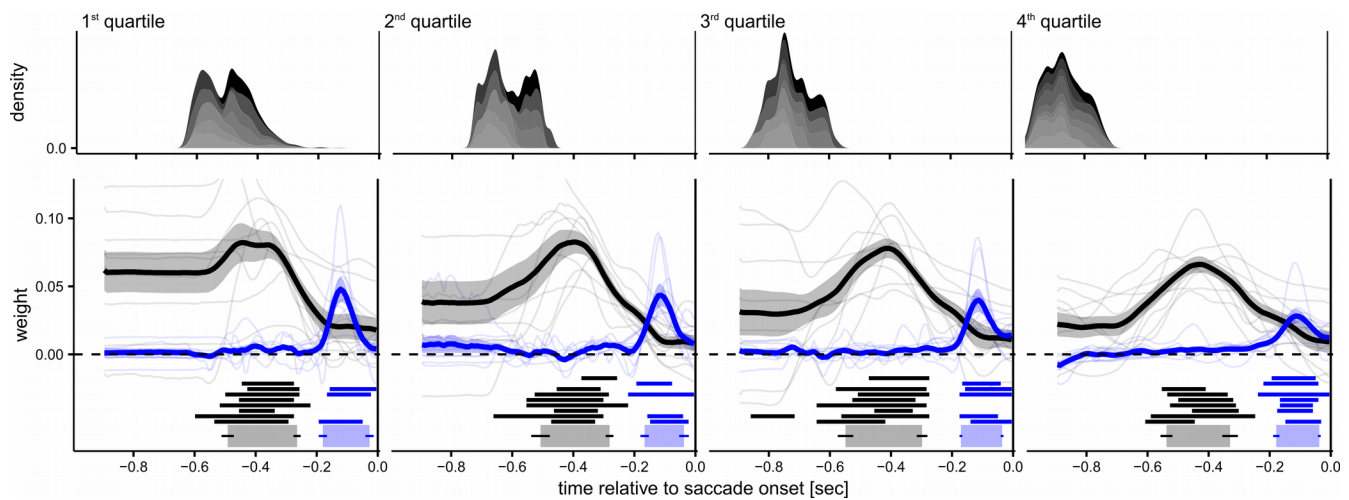 1st quartile 2nd quartile 3rd quartile 4th quartile
density
0.0
weight
0.10
0.05
0.00
−0.8 −0.6 −0.4 −0.2 0.0 −0.8 −0.6 −0.4 −0.2 0.0 −0.8 −0.6 −0.4 −0.2 0.0 −0.8 −0.6 −0.4 −0.2 0.0
time relative to saccade onset [sec]